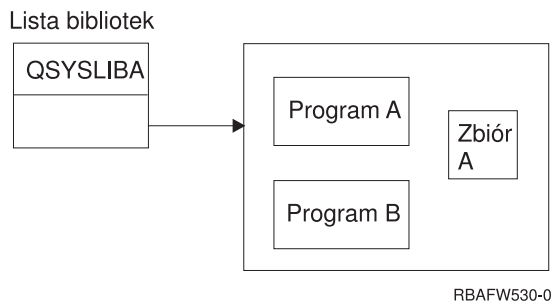 Lista bibliotek
QSYSLIBA
Program A
Zbiór
A
Program B
RBAFW530-0